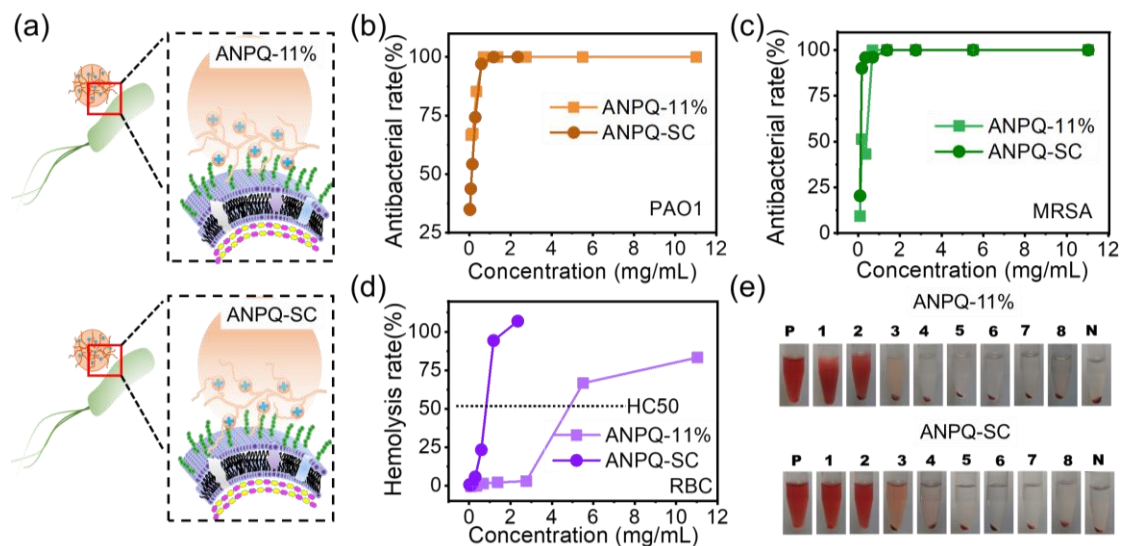 (a)
ANPQ-11%
ANPQ-SC
(b)
Antibacterial rate(%)
100
75
50
25
ANPQ-11%
ANPQ-SC
PAO1
0 2 4 6 8 10 12
Concentration (mg/mL)
(c)
Antibacterial rate(%)
100
75
50
25
0
ANPQ-11%
ANPQ-SC
MRSA
0 2 4 6 8 10 12
Concentration (mg/mL)
(d)
Hemolysis rate(%)
100
75
50
25
0
HC50
ANPQ-11%
ANPQ-SC
RBC
0 2 4 6 8 10 12
Concentration (mg/mL)
(e)
ANPQ-11%
P 1 2 3 4 5 6 7 8 N
ANPQ-SC
P 1 2 3 4 5 6 7 8 N